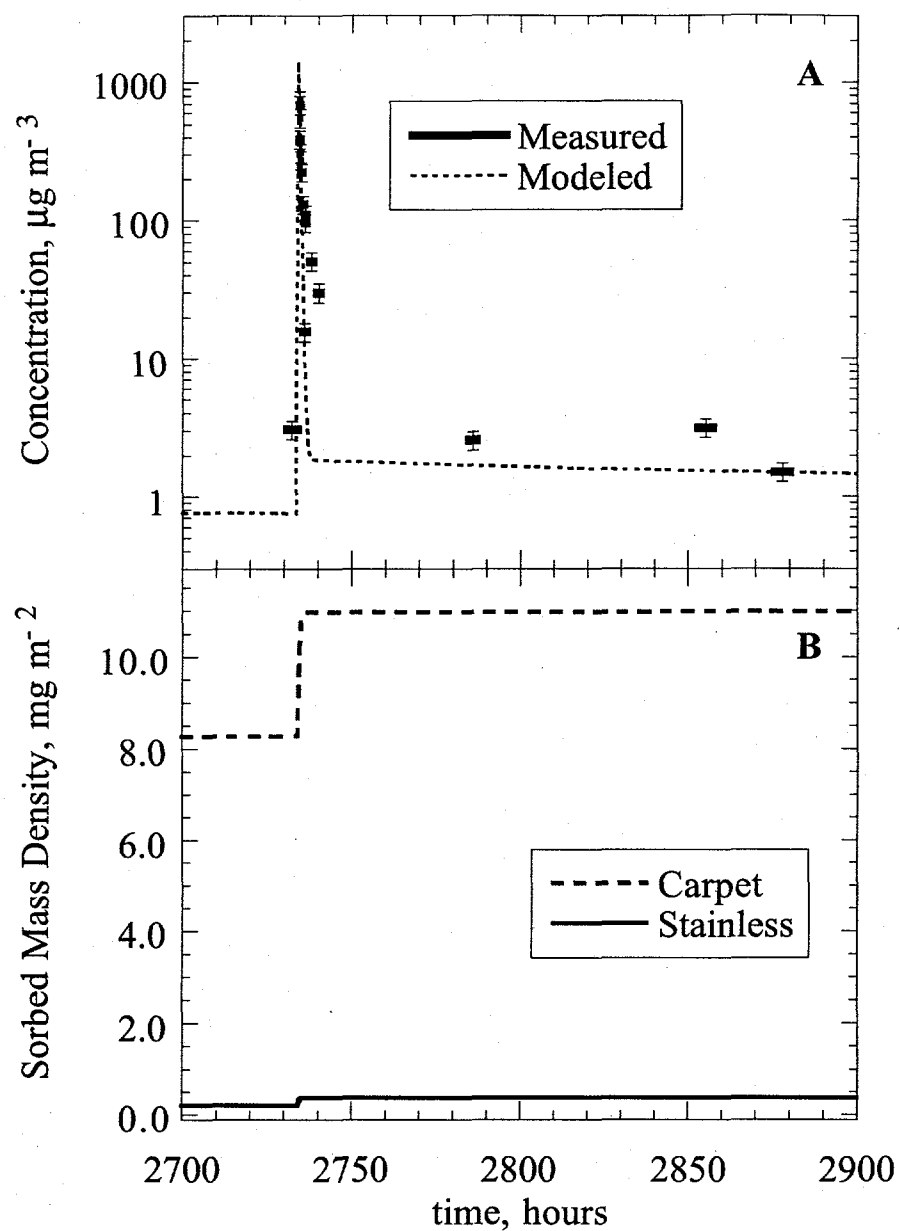 A
Concentration, µg m⁻³
1000
100
10
1
Measured
Modeled
B
Sorbed Mass Density, mg m⁻²
10.0
8.0
6.0
4.0
2.0
0.0
Carpet
Stainless
2700 2750 2800 2850 2900
time, hours